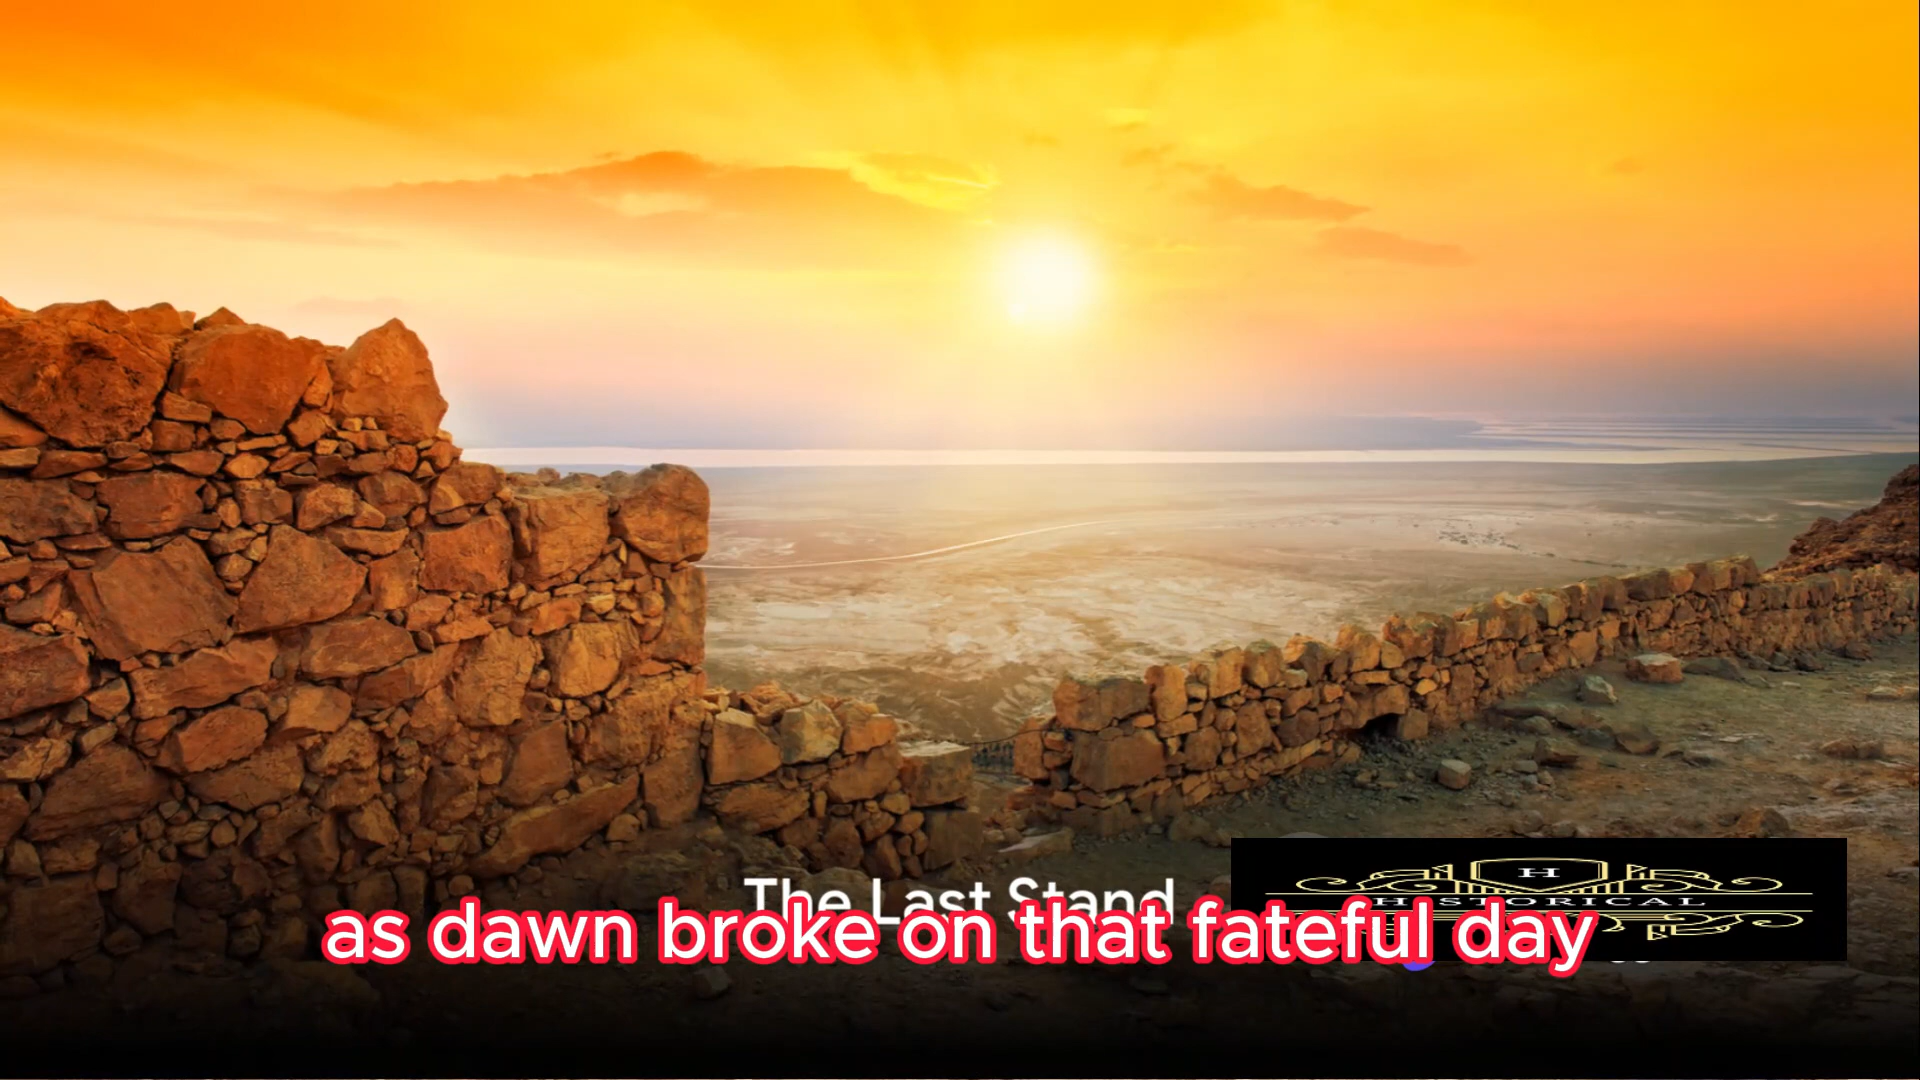 The Last Stand
H
HISTORICAL
as dawn broke on that fateful day